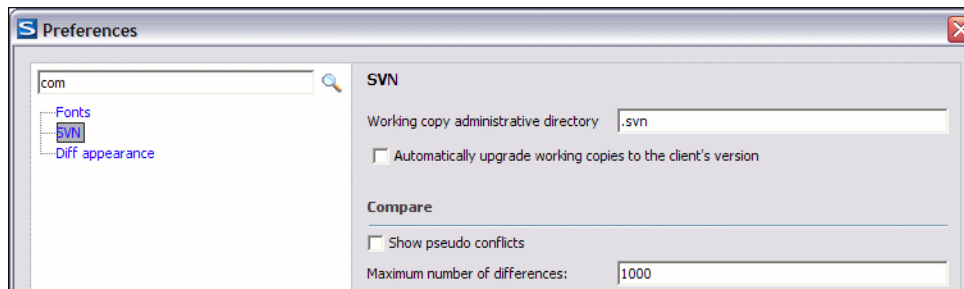 S Preferences
com
Fonts
SVN
Diff appearance
SVN
Working copy administrative directory .svn
Automatically upgrade working copies to the client's version
Compare
Show pseudo conflicts
Maximum number of differences: 1000